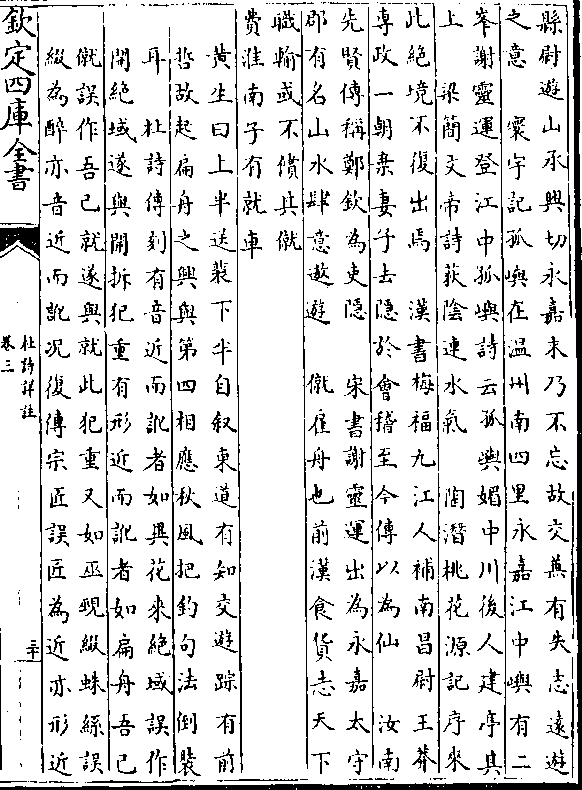 縣尉遊山承興切永嘉末乃不忘故交無有失志遠遊
之意　寰宇記孤嶼在温州南四里永嘉江中嶼有二
峯謝靈運登江中孤嶼詩云孤嶼媚中川後人建亭其
上　梁簡文帝詩荻陰連水氣　陶潛桃花源記序來
此絶境不復出焉　漢書梅福九江人補南昌尉王莽
専政一朝棄妻子去隠於會稽至今傳以為仙　汝南
先賢傳稱鄭欽為吏隠　宋書謝靈運出為永嘉太守
郡有名山水肆意遨遊　僦雇舟也前漢食貨志天下
職輸或不償其僦
費淮南子有就車
黄生曰上半送裴下半自叙東道有知交遊踪有前
哲故起扁舟之興與第四相應秋風把釣句法倒裝
耳　杜詩傳刻有音近而訛者如異花来絶域誤作
開絶域遂與開拆犯重有形近而訛者如扁舟吾已
僦誤作吾已就遂與就此犯重又如巫覡綴蛛絲誤
綴為醉亦音近而訛况復傳宗匠誤匠為近亦形近
欽定四庫全書
杜詩詳註
卷三
二十